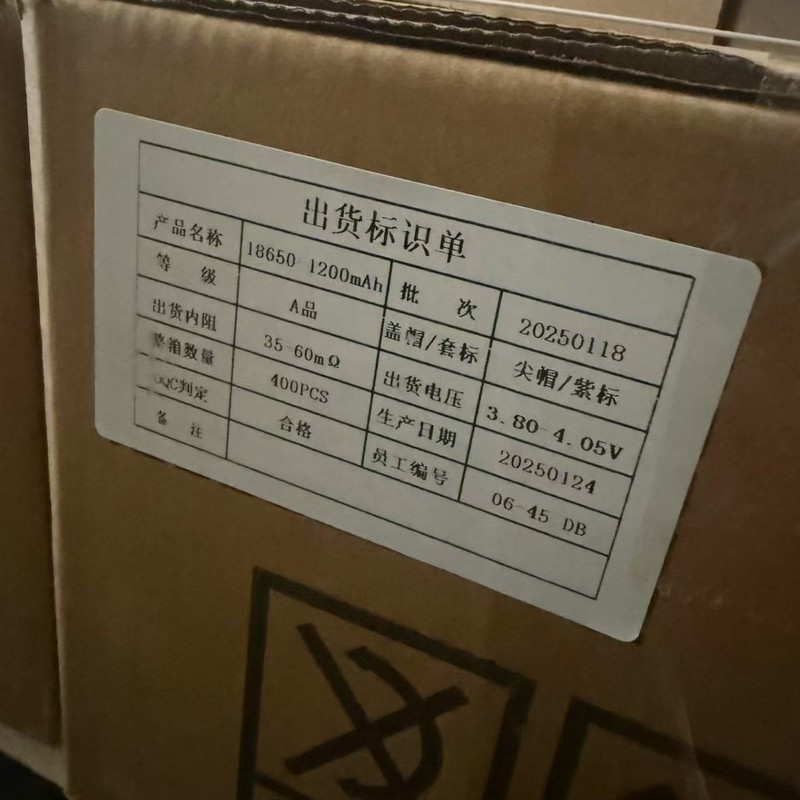 出货标识单
产品名称 18650 1200mAh 批 次 20250118
等 级 A品 盖帽/套标 尖帽/紫标
出货内阻 35-60mΩ 出货电压 3.80-4.05V
整箱数量 400PCS 生产日期 20250124
OQC判定 合格 员工编号 06-45 DB
备 注